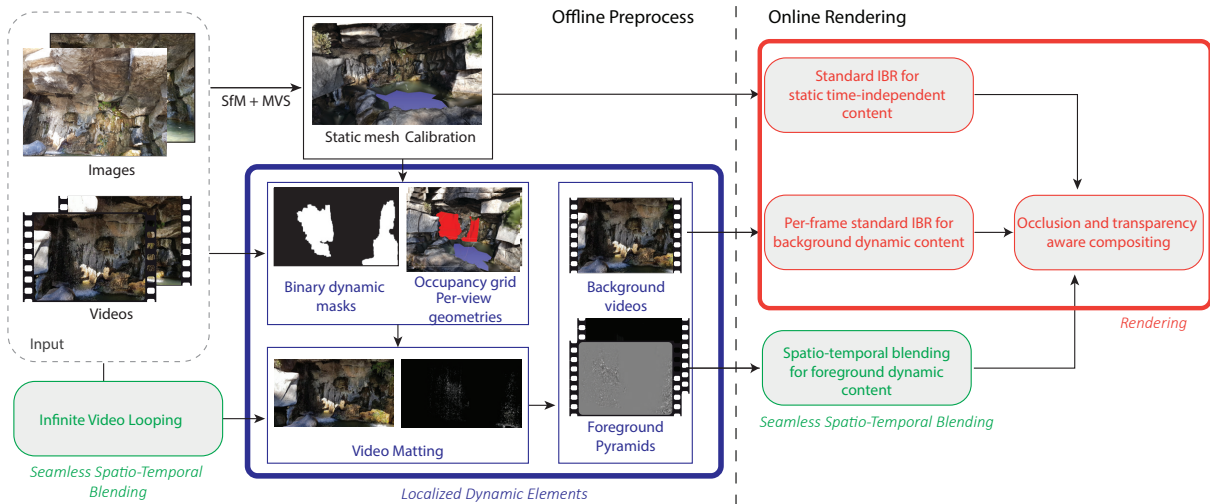 Offline Preprocess
Online Rendering
Images
Videos
Input
SfM + MVS
Static mesh Calibration
Binary dynamic
masks
Occupancy grid
Per-view
geometries
Background
videos
Infinite Video Looping
Seamless Spatio-Temporal
Blending
Video Matting
Foreground
Pyramids
Localized Dynamic Elements
Standard IBR for
static time-independent
content
Per-frame standard IBR for
background dynamic content
Occlusion and transparency
aware compositing
Rendering
Spatio-temporal blending
for foreground dynamic
content
Seamless Spatio-Temporal Blending